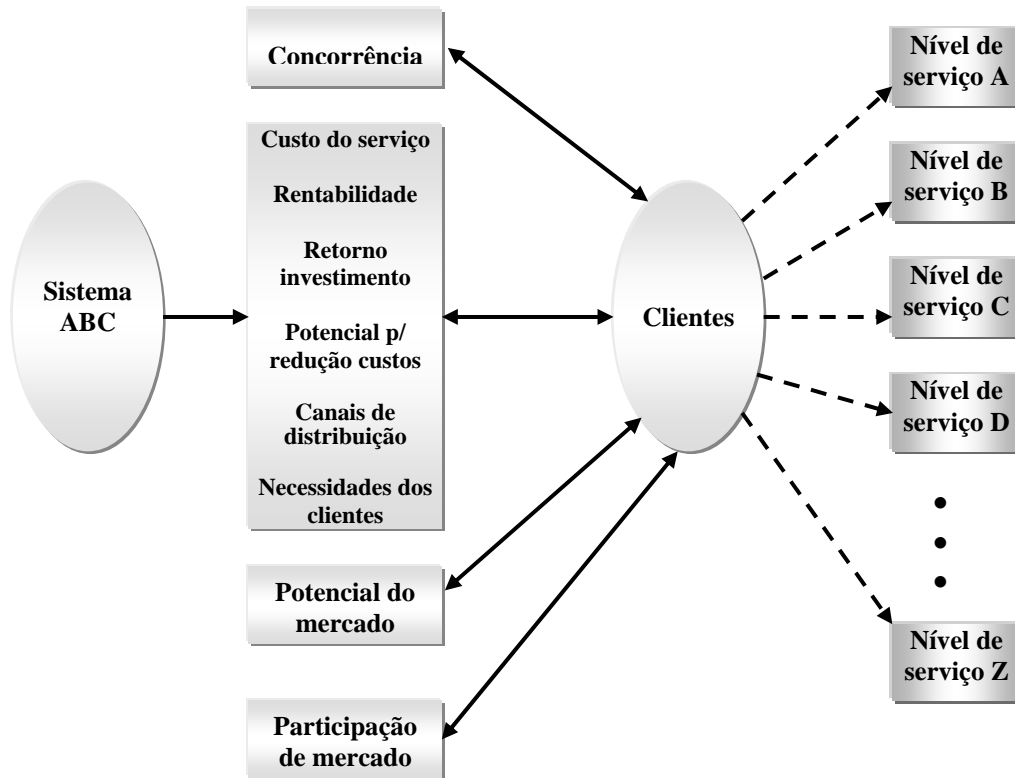 Concorrência
Custo do serviço
Rentabilidade
Retorno
investimento
Potencial p/
redução custos
Canais de
distribuição
Necessidades dos
clientes
Sistema
ABC
Potencial do
mercado
Participação
de mercado
Clientes
Nível de
serviço A
Nível de
serviço B
Nível de
serviço C
Nível de
serviço D
Nível de
serviço Z